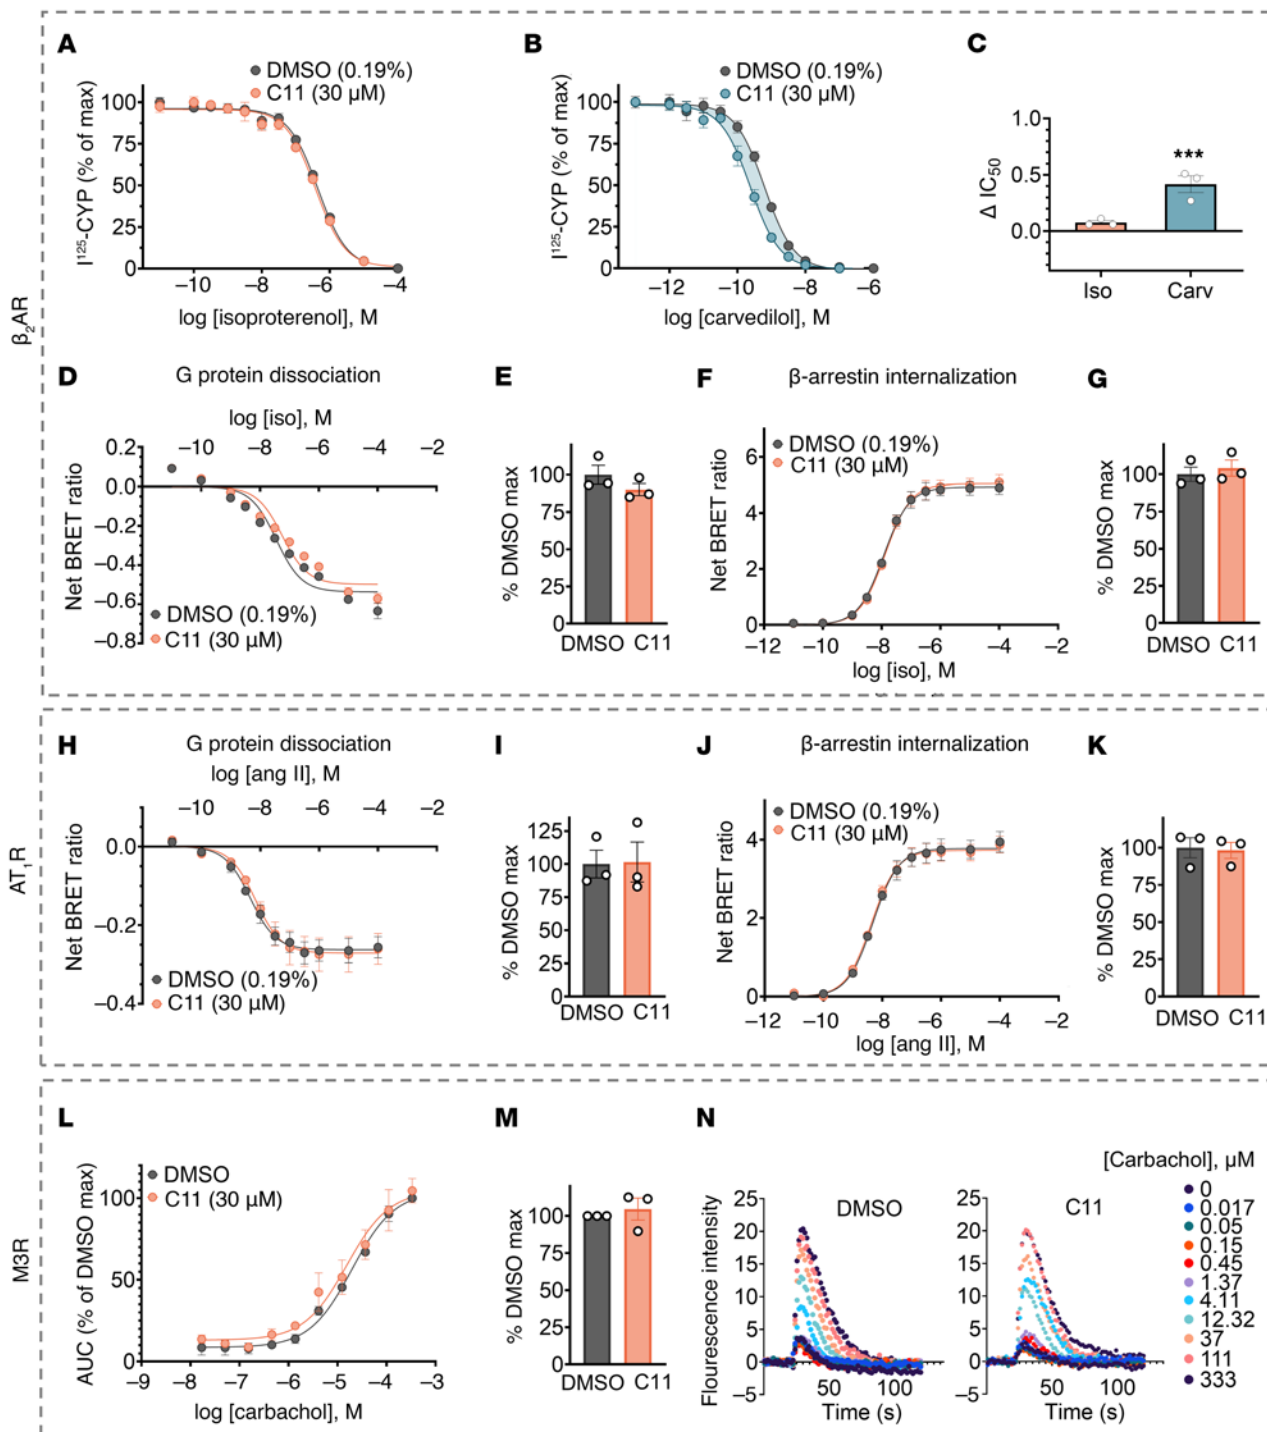 β₂AR
A
DMSO (0.19%)
C11 (30 µM)
I¹²⁵-CYP (% of max)
100
75
50
25
0
−10 −8 −6 −4
log [isoproterenol], M
B
DMSO (0.19%)
C11 (30 µM)
I¹²⁵-CYP (% of max)
100
75
50
25
0
−12 −10 −8 −6
log [carvedilol], M
C
Δ IC₅₀
1.0
0.5
0.0
***
Iso Carv
D
G protein dissociation
log [iso], M
−10 −8 −6 −4 −2
Net BRET ratio
0.2
0.0
−0.2
−0.4
−0.6
−0.8
DMSO (0.19%)
C11 (30 µM)
E
% DMSO max
100
75
50
25
0
DMSO C11
F
β-arrestin internalization
DMSO (0.19%)
C11 (30 µM)
Net BRET ratio
6
4
2
0
−12 −10 −8 −6 −4 −2
log [iso], M
G
% DMSO max
100
75
50
25
0
DMSO C11
AT₁R
H
G protein dissociation
log [ang II], M
−10 −8 −6 −4 −2
Net BRET ratio
0.0
−0.2
−0.4
DMSO (0.19%)
C11 (30 µM)
I
% DMSO max
125
100
75
50
25
0
DMSO C11
J
β-arrestin internalization
DMSO (0.19%)
C11 (30 µM)
Net BRET ratio
4
2
0
−12 −10 −8 −6 −4 −2
log [ang II], M
K
% DMSO max
100
75
50
25
0
DMSO C11
M3R
L
DMSO
C11 (30 µM)
AUC (% of DMSO max)
100
50
0
−9 −8 −7 −6 −5 −4 −3
log [carbachol], M
M
% DMSO max
100
75
50
25
0
DMSO C11
N
Flourescence intensity
DMSO
25
20
15
10
5
0
−5
50 100
Time (s)
C11
25
20
15
10
5
0
−5
50 100
Time (s)
[Carbachol], µM
0
0.017
0.05
0.15
0.45
1.37
4.11
12.32
37
111
333